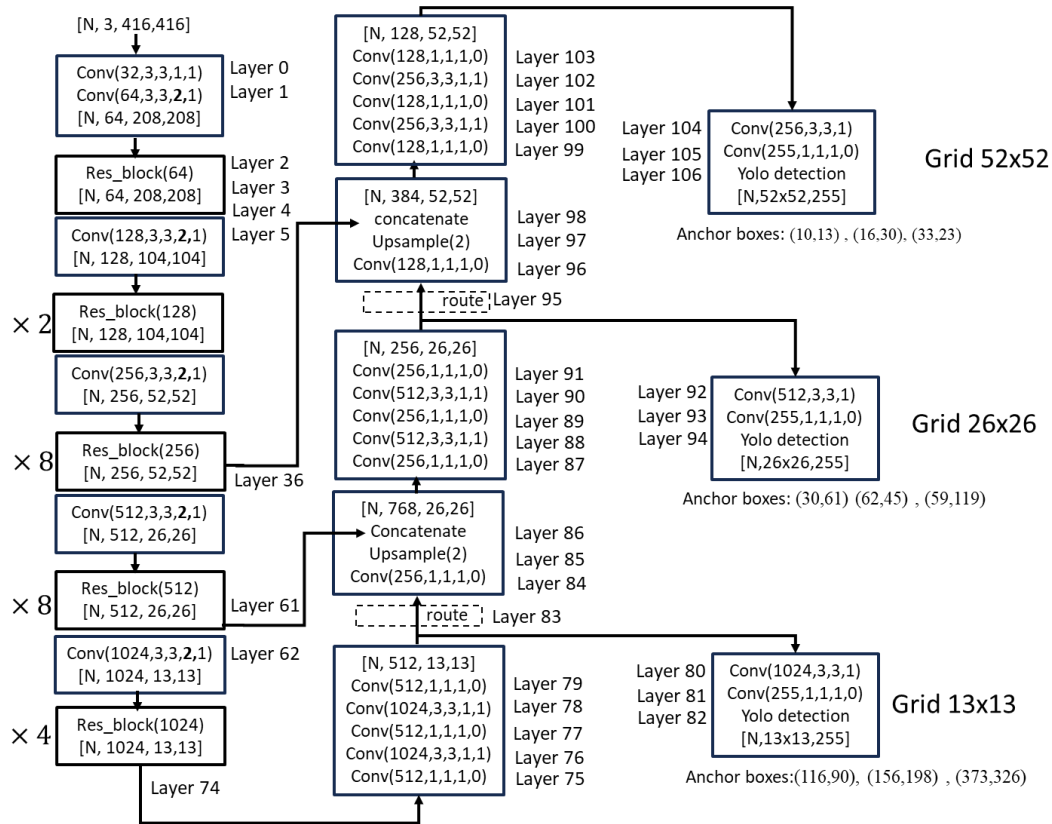 [N, 3, 416,416]
Conv(32,3,3,1,1)
Conv(64,3,3,2,1)
[N, 64, 208,208]
Layer 0
Layer 1
Res_block(64)
[N, 64, 208,208]
Layer 2
Layer 3
Layer 4
Conv(128,3,3,2,1)
[N, 128, 104,104]
Layer 5
× 2
Res_block(128)
[N, 128, 104,104]
Conv(256,3,3,2,1)
[N, 256, 52,52]
× 8
Res_block(256)
[N, 256, 52,52]
Layer 36
Conv(512,3,3,2,1)
[N, 512, 26,26]
× 8
Res_block(512)
[N, 512, 26,26]
Layer 61
Conv(1024,3,3,2,1)
[N, 1024, 13,13]
Layer 62
× 4
Res_block(1024)
[N, 1024, 13,13]
Layer 74
[N, 128, 52,52]
Conv(128,1,1,1,0)
Conv(256,3,3,1,1)
Conv(128,1,1,1,0)
Conv(256,3,3,1,1)
Conv(128,1,1,1,0)
Layer 103
Layer 102
Layer 101
Layer 100
Layer 99
[N, 384, 52,52]
concatenate
Upsample(2)
Conv(128,1,1,1,0)
Layer 98
Layer 97
Layer 96
route
Layer 95
[N, 256, 26,26]
Conv(256,1,1,1,0)
Conv(512,3,3,1,1)
Conv(256,1,1,1,0)
Conv(512,3,3,1,1)
Conv(256,1,1,1,0)
Layer 91
Layer 90
Layer 89
Layer 88
Layer 87
[N, 768, 26,26]
Concatenate
Upsample(2)
Conv(256,1,1,1,0)
Layer 86
Layer 85
Layer 84
route
Layer 83
[N, 512, 13,13]
Conv(512,1,1,1,0)
Conv(1024,3,3,1,1)
Conv(512,1,1,1,0)
Conv(1024,3,3,1,1)
Conv(512,1,1,1,0)
Layer 79
Layer 78
Layer 77
Layer 76
Layer 75
Layer 104
Layer 105
Layer 106
Conv(256,3,3,1)
Conv(255,1,1,1,0)
Yolo detection
[N,52x52,255]
Grid 52x52
Anchor boxes: (10,13) , (16,30), (33,23)
Layer 92
Layer 93
Layer 94
Conv(512,3,3,1)
Conv(255,1,1,1,0)
Yolo detection
[N,26x26,255]
Grid 26x26
Anchor boxes: (30,61) (62,45) , (59,119)
Layer 80
Layer 81
Layer 82
Conv(1024,3,3,1)
Conv(255,1,1,1,0)
Yolo detection
[N,13x13,255]
Grid 13x13
Anchor boxes:(116,90), (156,198) , (373,326)